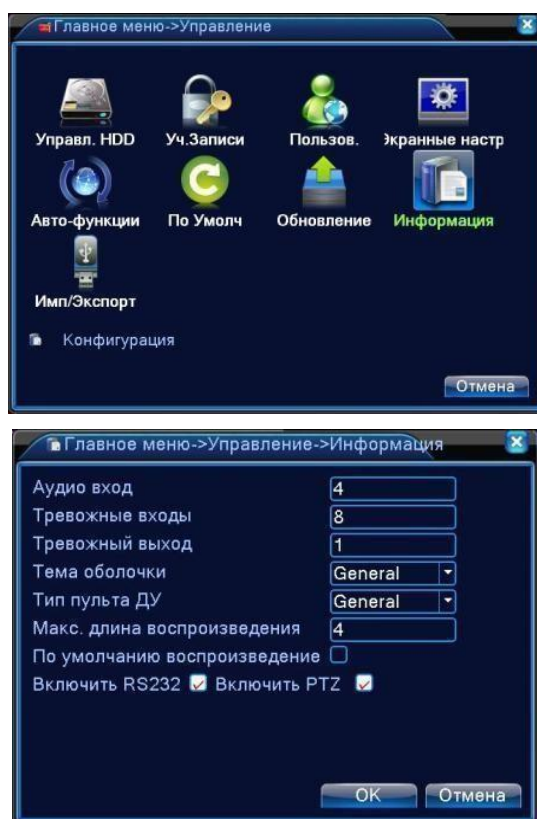 Главное меню->Управление
Управл. HDD Уч.Записи Пользов. Экранные настр
Авто-функции По Умолч Обновление Информация
Имп/Экспорт
Конфигурация
Отмена
Главное меню->Управление->Информация
Аудио вход 4
Тревожные входы 8
Тревожный выход 1
Тема оболочки General
Тип пульта ДУ General
Макс. длина воспроизведения 4
По умолчанию воспроизведение
Включить RS232 Включить PTZ
OK Отмена